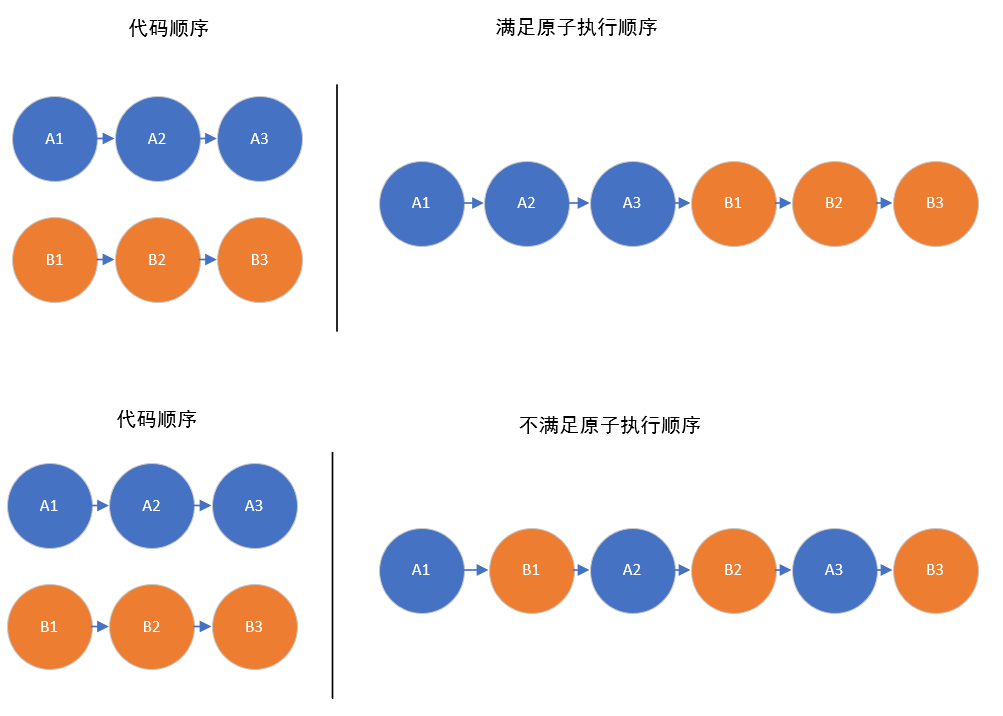 代码顺序
满足原子执行顺序
A1 A2 A3
B1 B2 B3
A1 A2 A3 B1 B2 B3
代码顺序
不满足原子执行顺序
A1 A2 A3
B1 B2 B3
A1 B1 A2 B2 A3 B3